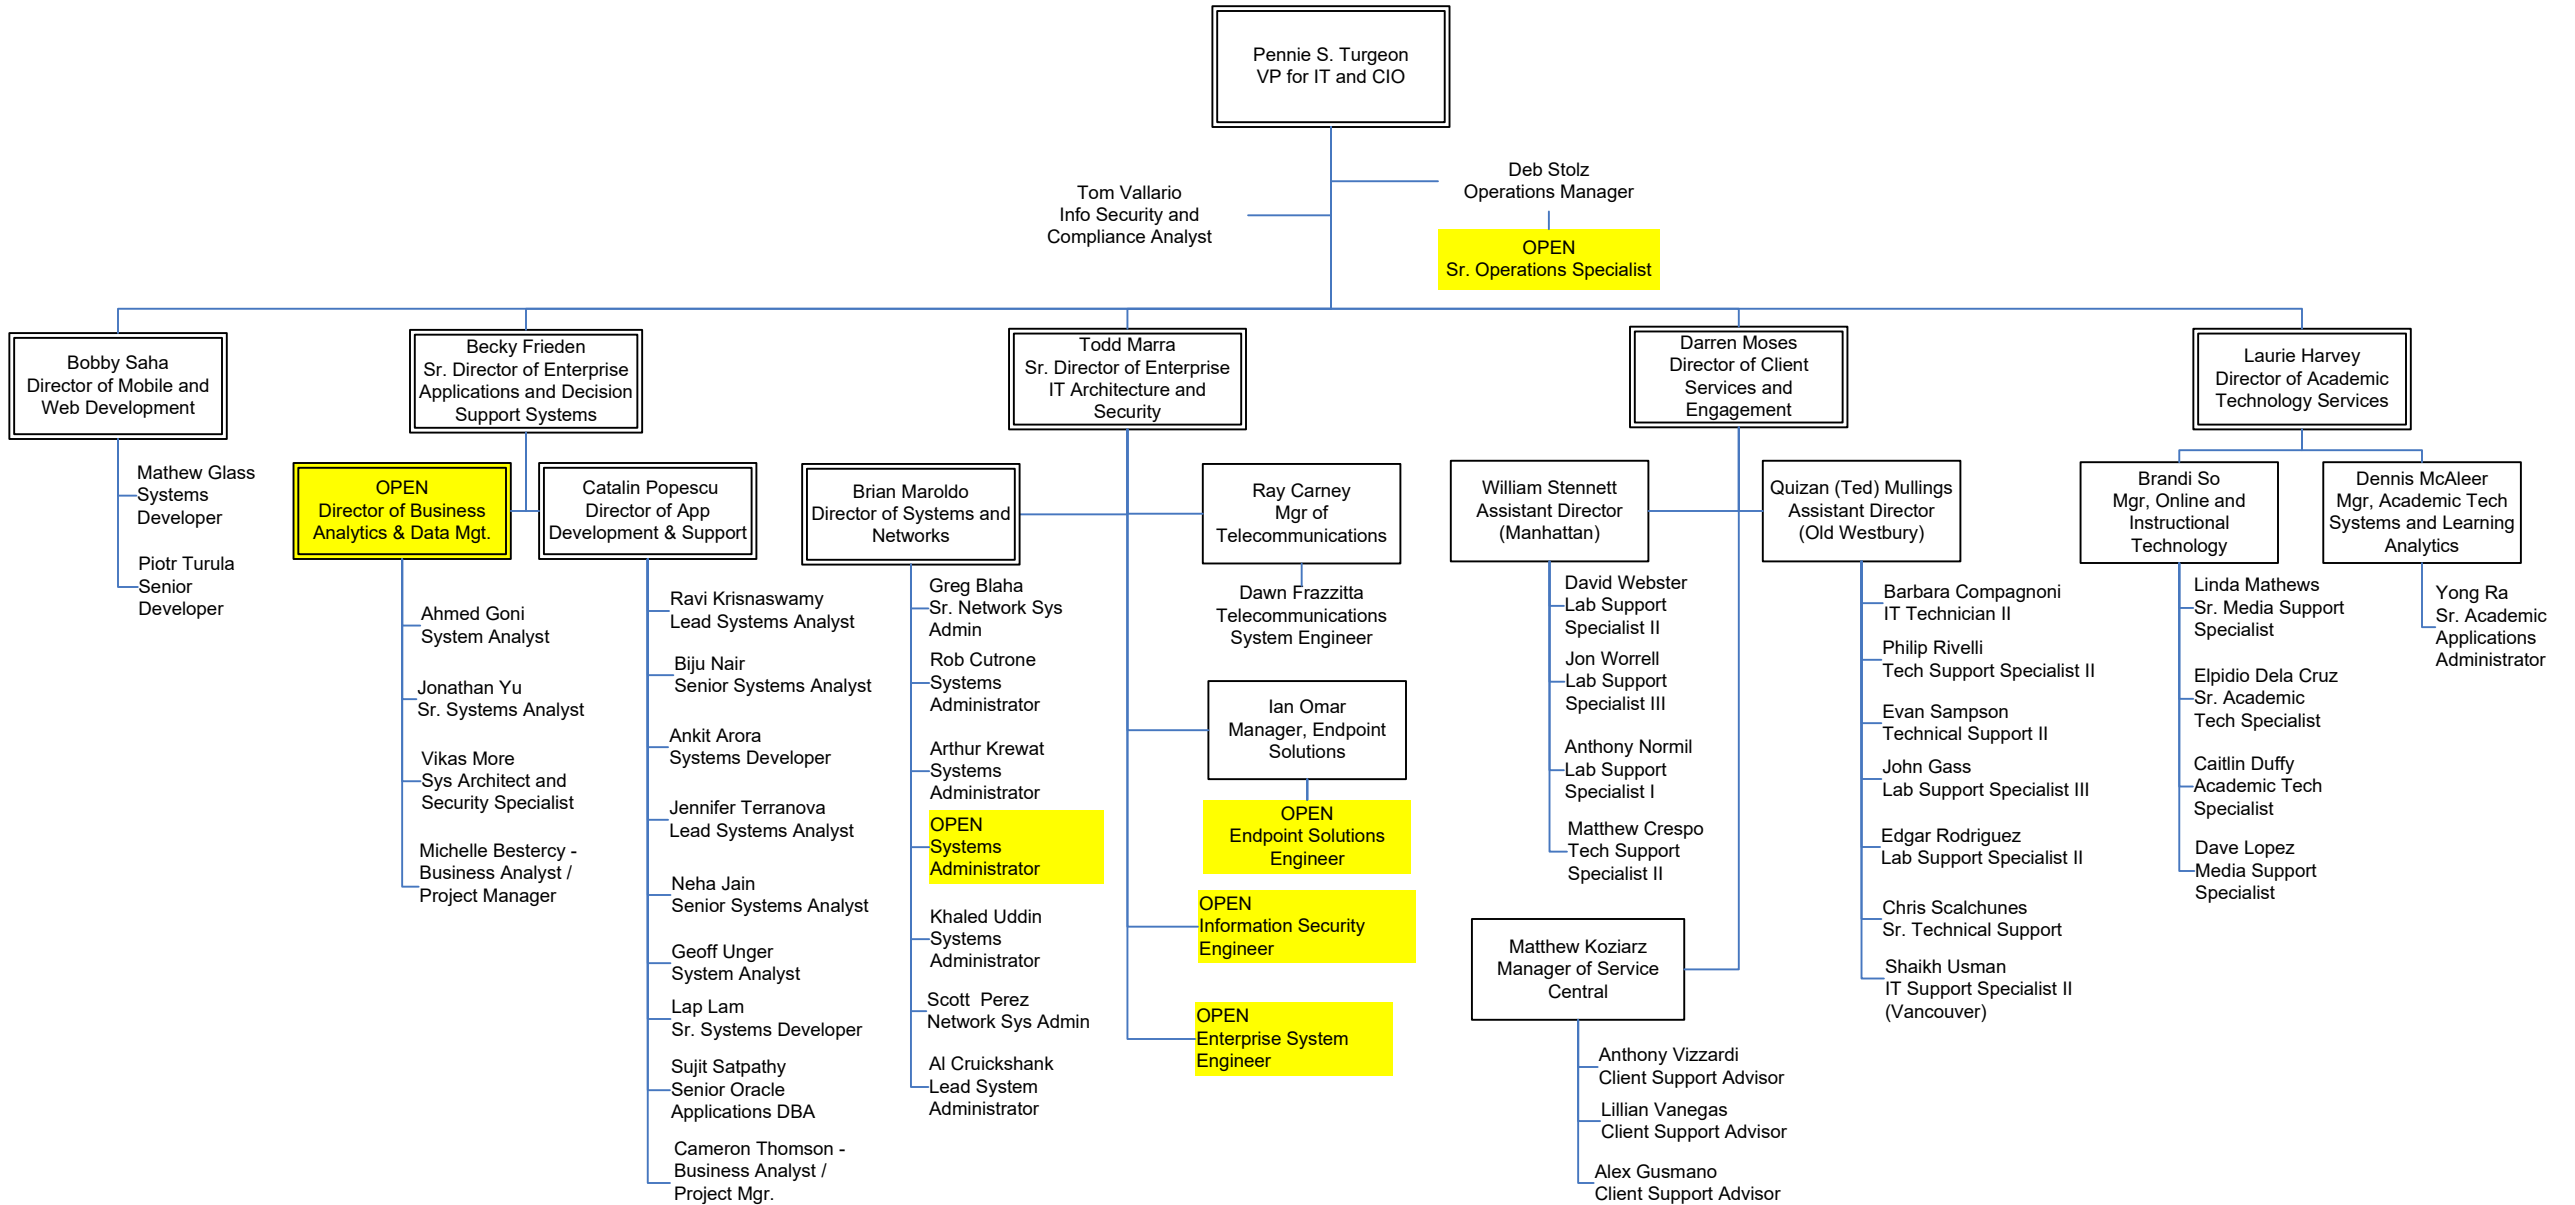 Pennie S. Turgeon
VP for IT and CIO
Deb Stolz
Operations Manager
Tom Vallario
Info Security and
Compliance Analyst
OPEN
Sr. Operations Specialist
Bobby Saha
Director of Mobile and
Web Development
Mathew Glass
Systems
Developer
Piotr Turula
Senior
Developer
Becky Frieden
Sr. Director of Enterprise
Applications and Decision
Support Systems
OPEN
Director of Business
Analytics & Data Mgt.
Ahmed Goni
System Analyst
Jonathan Yu
Sr. Systems Analyst
Vikas More
Sys Architect and
Security Specialist
Michelle Bestercy -
Business Analyst /
Project Manager
Catalin Popescu
Director of App
Development & Support
Ravi Krisnaswamy
Lead Systems Analyst
Biju Nair
Senior Systems Analyst
Ankit Arora
Systems Developer
Jennifer Terranova
Lead Systems Analyst
Neha Jain
Senior Systems Analyst
Geoff Unger
System Analyst
Lap Lam
Sr. Systems Developer
Sujit Satpathy
Senior Oracle
Applications DBA
Cameron Thomson -
Business Analyst /
Project Mgr.
Todd Marra
Sr. Director of Enterprise
IT Architecture and
Security
Brian Maroldo
Director of Systems and
Networks
Greg Blaha
Sr. Network Sys
Admin
Rob Cutrone
Systems
Administrator
Arthur Krewat
Systems
Administrator
OPEN
Systems
Administrator
Khaled Uddin
Systems
Administrator
Scott  Perez
Network Sys Admin
Al Cruickshank
Lead System
Administrator
Ray Carney
Mgr of
Telecommunications
Dawn Frazzitta
Telecommunications
System Engineer
Ian Omar
Manager, Endpoint
Solutions
OPEN
Endpoint Solutions
Engineer
OPEN
Information Security
Engineer
OPEN
Enterprise System
Engineer
Darren Moses
Director of Client
Services and
Engagement
William Stennett
Assistant Director
(Manhattan)
David Webster
Lab Support
Specialist II
Jon Worrell
Lab Support
Specialist III
Anthony Normil
Lab Support
Specialist I
Matthew Crespo
Tech Support
Specialist II
Matthew Koziarz
Manager of Service
Central
Anthony Vizzardi
Client Support Advisor
Lillian Vanegas
Client Support Advisor
Alex Gusmano
Client Support Advisor
Quizan (Ted) Mullings
Assistant Director
(Old Westbury)
Barbara Compagnoni
IT Technician II
Philip Rivelli
Tech Support Specialist II
Evan Sampson
Technical Support II
John Gass
Lab Support Specialist III
Edgar Rodriguez
Lab Support Specialist II
Chris Scalchunes
Sr. Technical Support
Shaikh Usman
IT Support Specialist II
(Vancouver)
Laurie Harvey
Director of Academic
Technology Services
Brandi So
Mgr, Online and
Instructional
Technology
Linda Mathews
Sr. Media Support
Specialist
Elpidio Dela Cruz
Sr. Academic
Tech Specialist
Caitlin Duffy
Academic Tech
Specialist
Dave Lopez
Media Support
Specialist
Dennis McAleer
Mgr, Academic Tech
Systems and Learning
Analytics
Yong Ra
Sr. Academic
Applications
Administrator